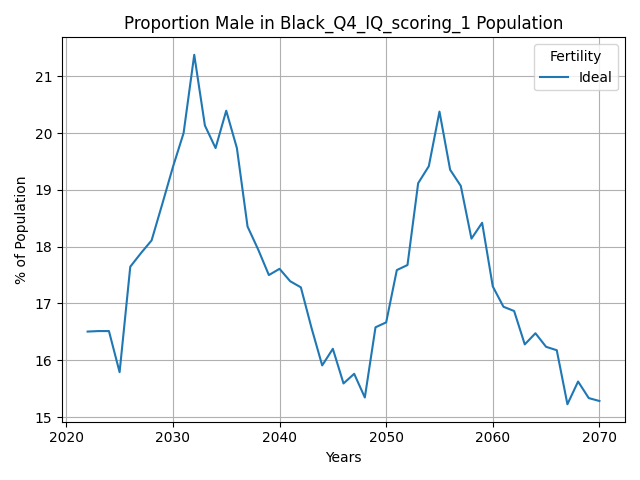 Proportion Male in Black_Q4_IQ_scoring_1 Population
Fertility
Ideal
% of Population
21
20
19
18
17
16
15
2020
2030
2040
2050
2060
2070
Years